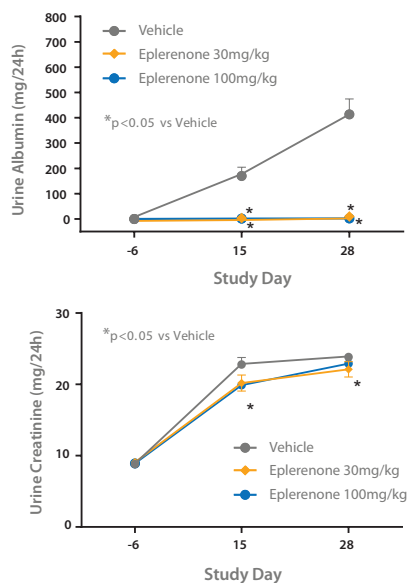 800
700
600
500
400
300
200
100
0
Urine Albumin (mg/24h)
Vehicle
Eplerenone 30mg/kg
Eplerenone 100mg/kg
*p<0.05 vs Vehicle
*
*
*
*
-6 15 28
Study Day
30
20
10
0
Urine Creatinine (mg/24h)
*p<0.05 vs Vehicle
*
*
Vehicle
Eplerenone 30mg/kg
Eplerenone 100mg/kg
-6 15 28
Study Day